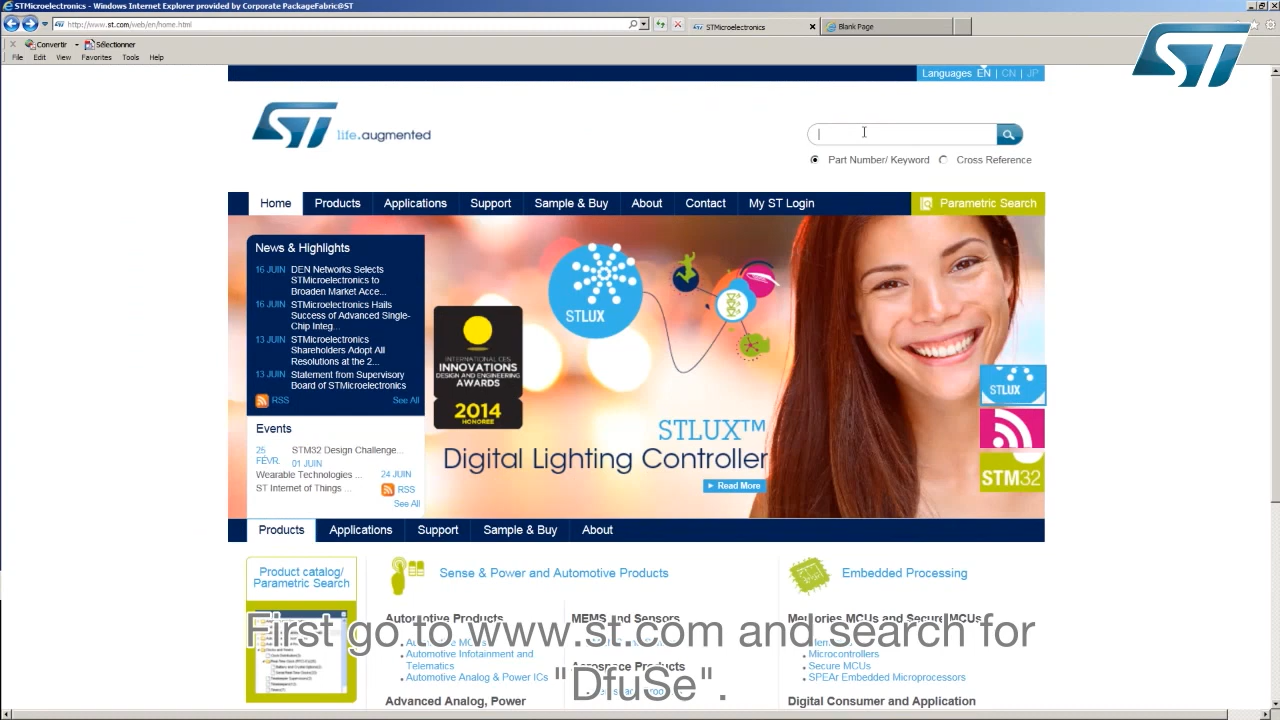 STMicroelectronics - Windows Internet Explorer provided by Corporate PackageFabric@ST
http://www.st.com/web/en/home.html
STMicroelectronics
Blank Page
Convertir
Sélectionner
File Edit View Favorites Tools Help
ST
Languages EN | CN | JP
ST life.augmented
Part Number/ Keyword Cross Reference
Home Products Applications Support Sample & Buy About Contact My ST Login Parametric Search
News & Highlights
16 JUIN DEN Networks Selects
STMicroelectronics to
Broaden Market Acce...
16 JUIN STMicroelectronics Hails
Success of Advanced Single-
Chip Integ...
13 JUIN STMicroelectronics
Shareholders Adopt All
Resolutions at the 2...
13 JUIN Statement from Supervisory
Board of STMicroelectronics
RSS See All
Events
25 FÉVR. STM32 Design Challenge...
01 JUIN
Wearable Technologies ... 24 JUIN
ST Internet of Things ... RSS
See All
STLUX
INTERNATIONAL CES
INNOVATIONS
DESIGN AND ENGINEERING
AWARDS
2014
HONOREE
STLUX™
Digital Lighting Controller
Read More
STLUX
STM32
Products Applications Support Sample & Buy About
Product catalog/
Parametric Search
Sense & Power and Automotive Products
Embedded Processing
Automotive Products
MEMS and Sensors
Memories MCUs and Secure MCUs
Automotive Infotainment and
Telematics
Automotive Analog & Power ICs
Aerospace Products
Microcontrollers
Secure MCUs
SPEAr Embedded Microprocessors
Advanced Analog, Power
Digital Consumer and Application
First go to www.st.com and search for
"DfuSe".